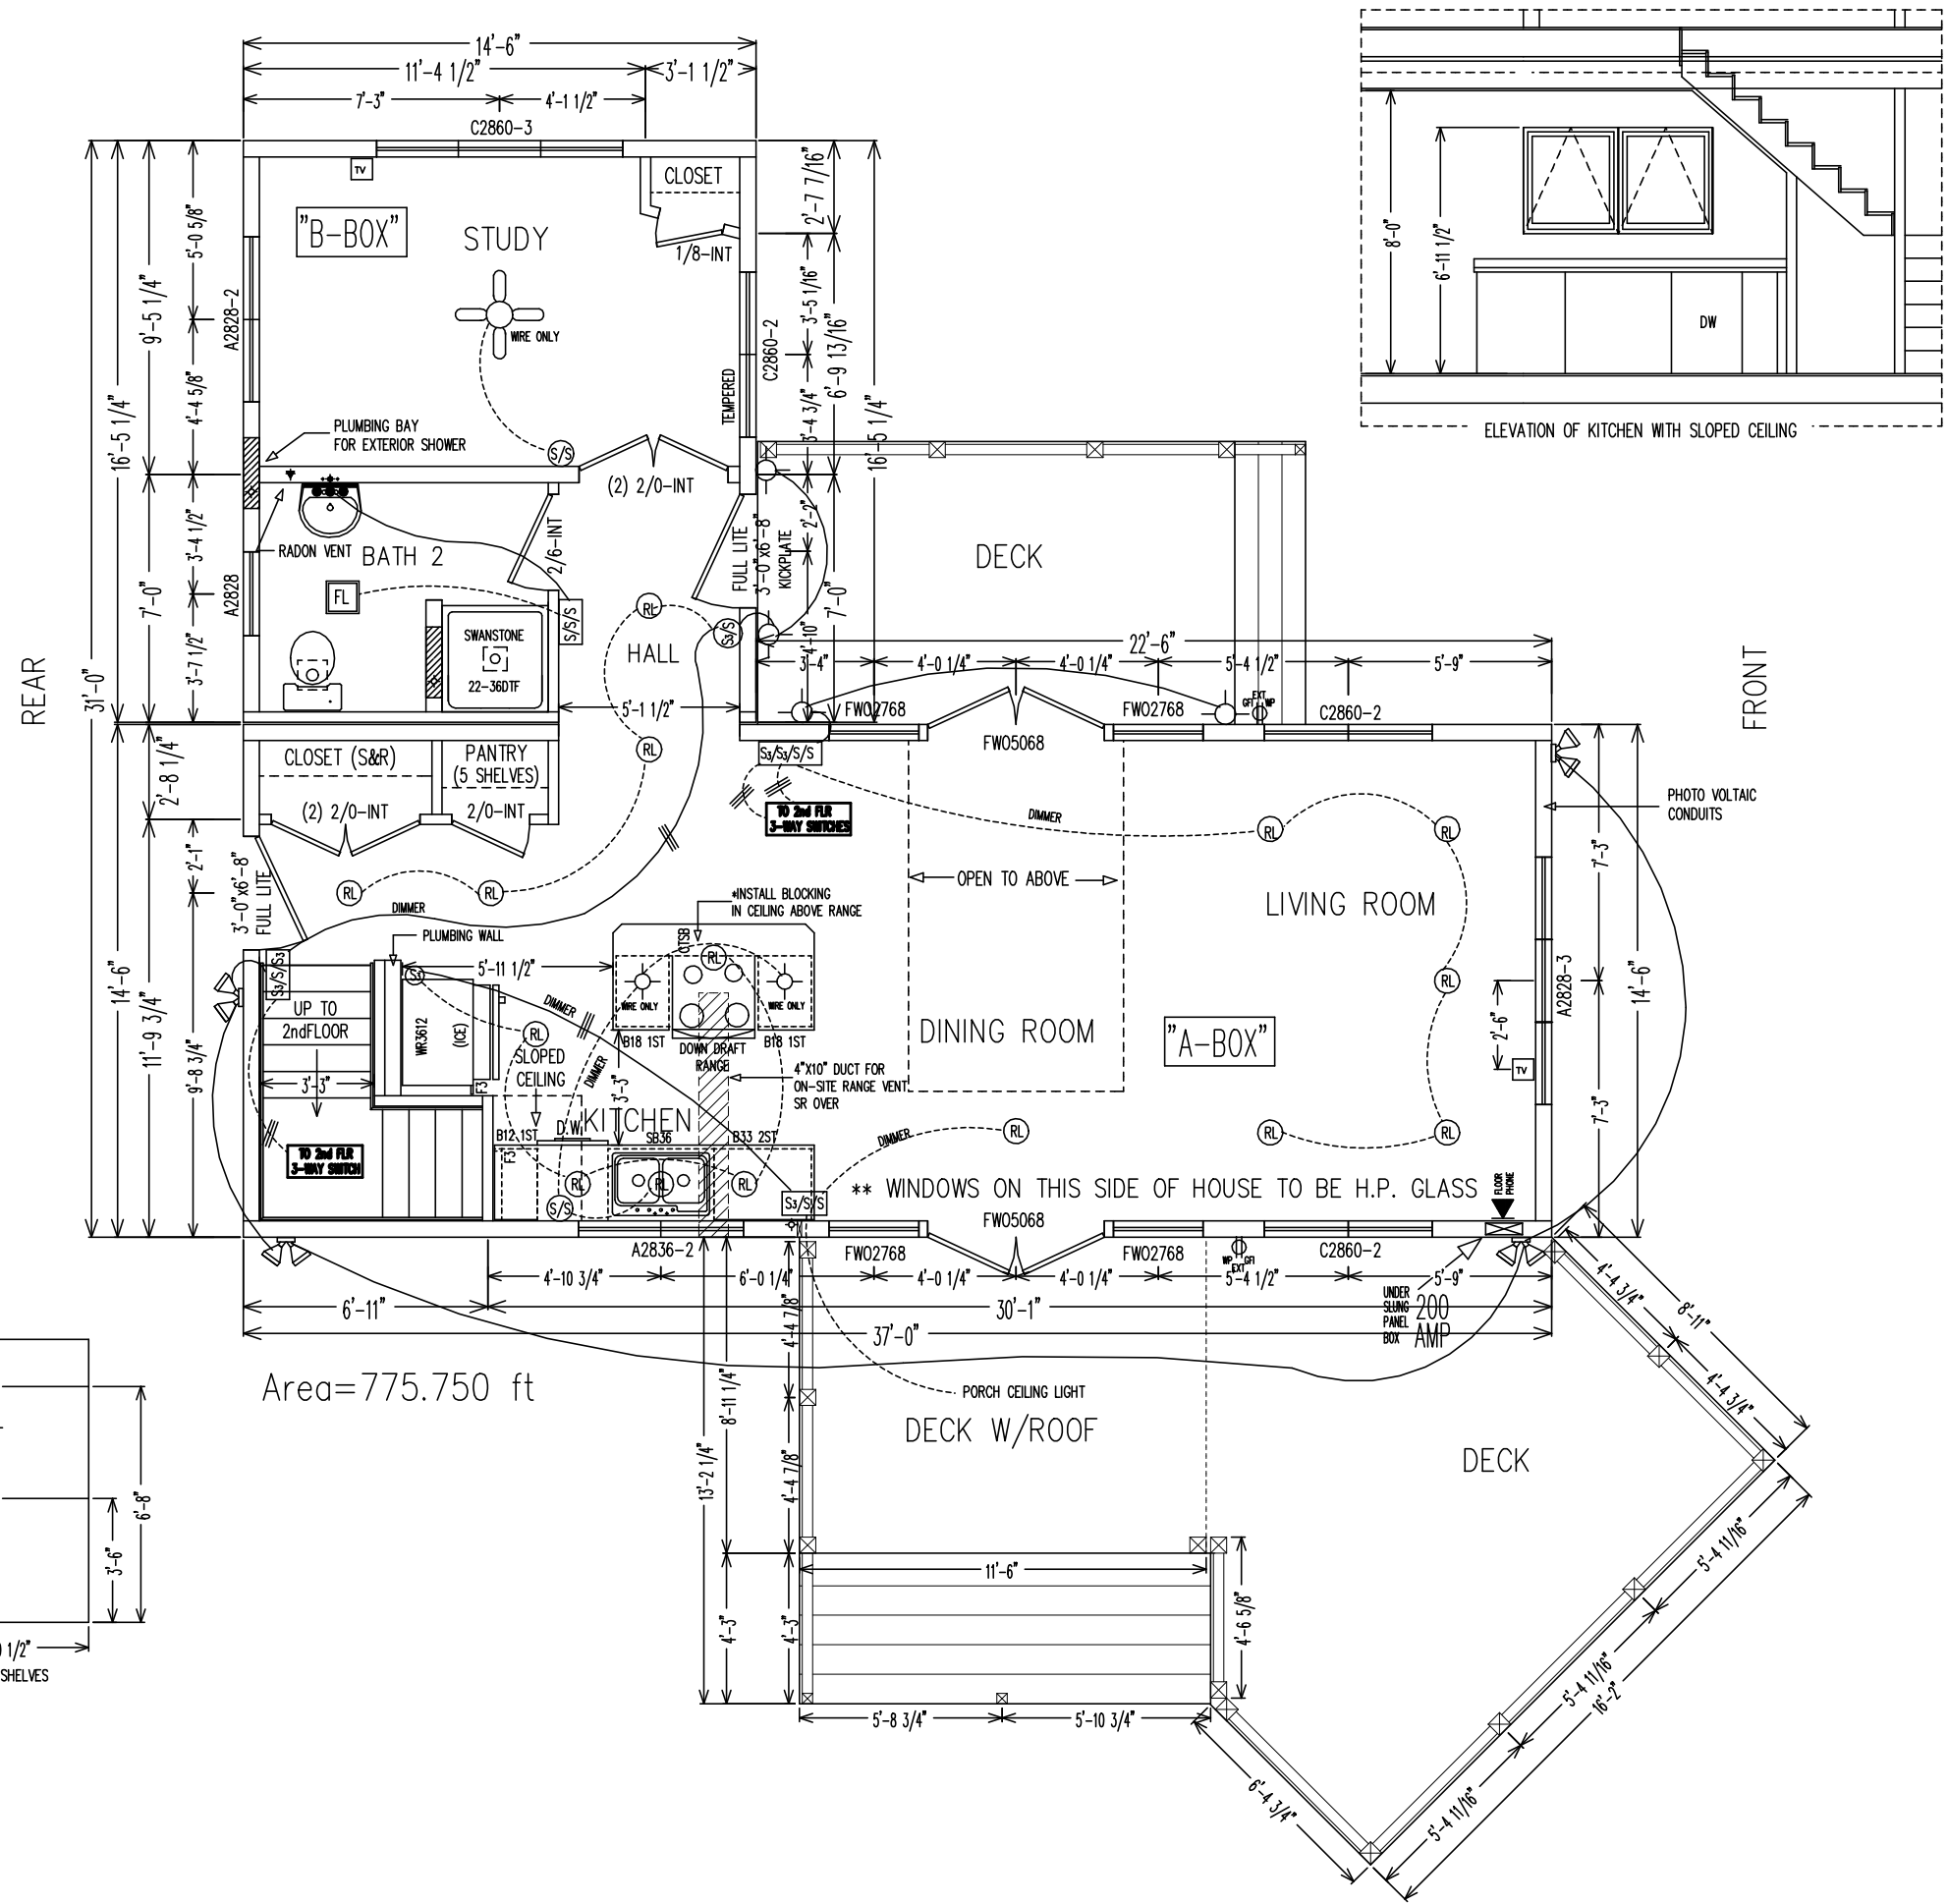 14'-6"
11'-4 1/2"
3'-1 1/2"
7'-3"
4'-1 1/2"
C2860-3
TV
CLOSET
"B-BOX"
STUDY
1/8-INT
WIRE ONLY
2'-7 7/16"
3'-5 1/16"
6'-9 13/16"
C2860-2
TEMPERED
3'-4 3/4"
16'-5 1/4"
5'-0 5/8"
9'-5 1/4"
A2828-2
4'-4 5/8"
16'-5 1/4"
31'-0"
REAR
PLUMBING BAY
FOR EXTERIOR SHOWER
S/S
(2) 2/0-INT
8'-0"
6'-11 1/2"
DW
ELEVATION OF KITCHEN WITH SLOPED CEILING
RADON VENT
BATH 2
2/6-INT
FULL LITE
3'-0"x6'-8"
KICKPLATE
2'-2"
7'-0"
4'-10"
DECK
3'-4 1/2"
7'-0"
A2828
3'-7 1/2"
FL
SWANSTONE
22-36DTF
S/S/S
RL
S3/S
HALL
5'-1 1/2"
22'-6"
3'-4"
4'-0 1/4"
4'-0 1/4"
5'-4 1/2"
5'-9"
FW02768
FW05068
FW02768
EXT
GFI WP
C2860-2
FRONT
2'-8 1/4"
CLOSET (S&R)
PANTRY
(5 SHELVES)
(2) 2/0-INT
2/0-INT
RL
S3/S3/S/S
TO 2nd FLR
3-WAY SWITCHES
DIMMER
RL
RL
PHOTO VOLTAIC
CONDUITS
7'-3"
14'-6"
2'-1"
3'-0"x6'-8"
FULL LITE
RL
RL
DIMMER
PLUMBING WALL
*INSTALL BLOCKING
IN CEILING ABOVE RANGE
OPEN TO ABOVE
LIVING ROOM
14'-6"
11'-9 3/4"
9'-8 3/4"
S3/S/S3
UP TO
2ndFLOOR
3'-3"
TO 2nd FLR
3-WAY SWITCH
S3
5'-11 1/2"
WR3612
(ICE)
F3
RL
SLOPED
CEILING
DIMMER
DIMMER
CTSB
RL
WIRE ONLY
WIRE ONLY
B18 1ST
DOWN DRAFT
RANGE
B18 1ST
3'-3"
4"X10" DUCT FOR
ON-SITE RANGE VENT
SR OVER
DINING ROOM
"A-BOX"
RL
2'-6"
A2828-3
TV
7'-3"
KITCHEN
B12 1ST
D.W.
SB36
B33 2ST
F3
RL
RL
RL
S/S
S3/S/S
DIMMER
RL
RL
RL
** WINDOWS ON THIS SIDE OF HOUSE TO BE H.P. GLASS
FLOOR
PHONE
A2836-2
FW02768
FW05068
FW02768
WP GFI
EXT
C2860-2
4'-10 3/4"
6'-0 1/4"
4'-0 1/4"
4'-0 1/4"
5'-4 1/2"
5'-9"
6'-11"
30'-1"
37'-0"
UNDER
SLUNG
PANEL
BOX
200
AMP
Area=775.750 ft
PORCH CEILING LIGHT
DECK W/ROOF
DECK
4'-4 7/8"
8'-11 1/4"
4'-4 7/8"
13'-2 1/4"
4'-3"
4'-3"
11'-6"
4'-6 5/8"
5'-8 3/4"
5'-10 3/4"
4'-4 3/4"
8'-11"
4'-4 3/4"
5'-4 11/16"
5'-4 11/16"
16'-2"
5'-4 11/16"
6'-4 3/4"
6'-8"
3'-6"
1/2"
SHELVES